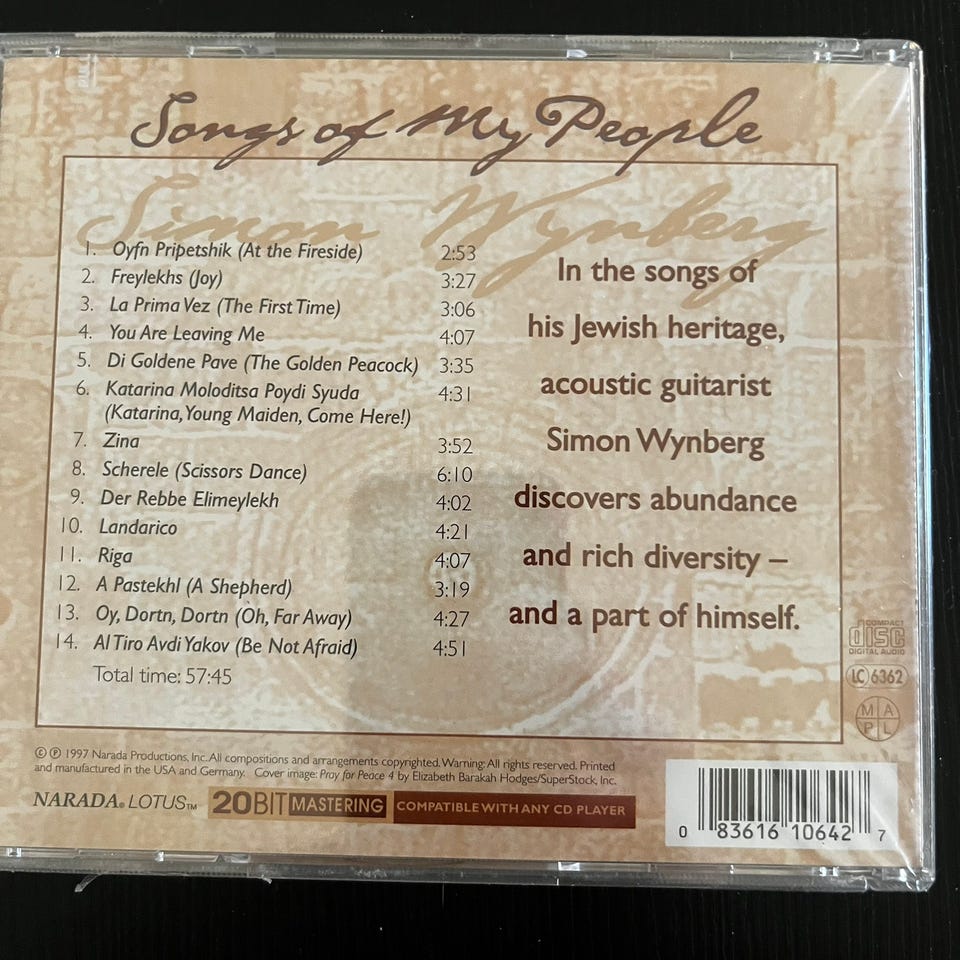 Songs of My People
Simon Wynberg
1. Oyfn Pripetshik (At the Fireside) 2:53
2. Freylekhs (Joy) 3:27
3. La Prima Vez (The First Time) 3:06
4. You Are Leaving Me 4:07
5. Di Goldene Pave (The Golden Peacock) 3:35
6. Katarina Moloditsa Poydi Syuda 4:31
(Katarina, Young Maiden, Come Here!)
7. Zina 3:52
8. Scherele (Scissors Dance) 6:10
9. Der Rebbe Elimeylekh 4:02
10. Landarico 4:21
11. Riga 4:07
12. A Pastekhl (A Shepherd) 3:19
13. Oy, Dortn, Dortn (Oh, Far Away) 4:27
14. Al Tiro Avdi Yakov (Be Not Afraid) 4:51
Total time: 57:45
In the songs of
his Jewish heritage,
acoustic guitarist
Simon Wynberg
discovers abundance
and rich diversity –
and a part of himself.
COMPACT
disc
DIGITAL AUDIO
LC 6362
M A
P L
© ℗ 1997 Narada Productions, Inc. All compositions and arrangements copyrighted. Warning: All rights reserved. Printed
and manufactured in the USA and Germany. Cover image: Pray for Peace 4 by Elizabeth Barakah Hodges/SuperStock, Inc.
NARADA® LOTUS™ 20BIT MASTERING COMPATIBLE WITH ANY CD PLAYER
0 83616 10642 7